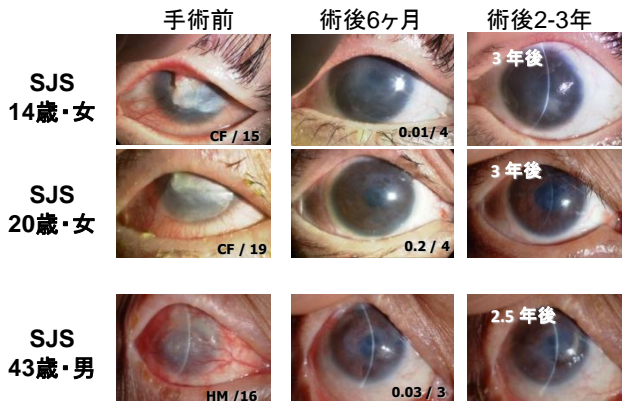 手術前 術後6ヶ月 術後2-3年
SJS
14歳・女
CF / 15
0.01/ 4
3 年後
SJS
20歳・女
CF / 19
0.2 / 4
3 年後
SJS
43歳・男
HM /16
0.03 / 3
2.5 年後